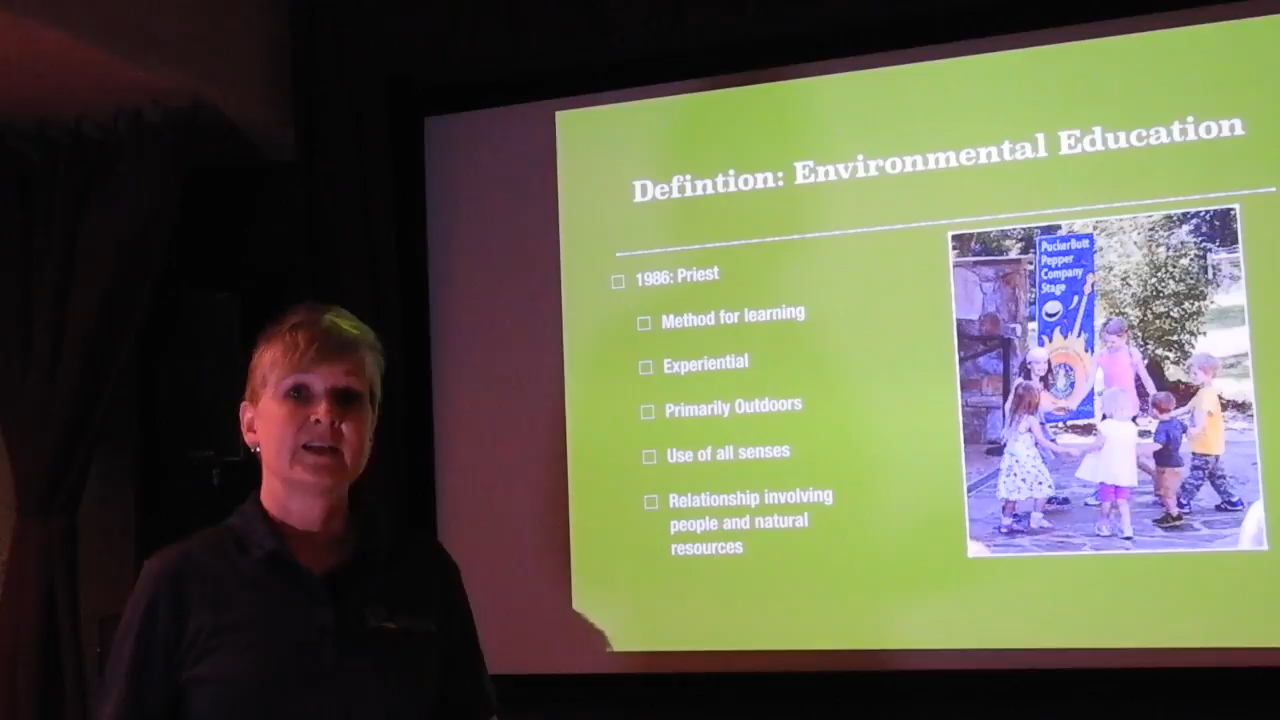 Defintion: Environmental Education
1986: Priest
Method for learning
Experiential
Primarily Outdoors
Use of all senses
Relationship involving
people and natural
resources
PuckerButt
Pepper
Company
Stage